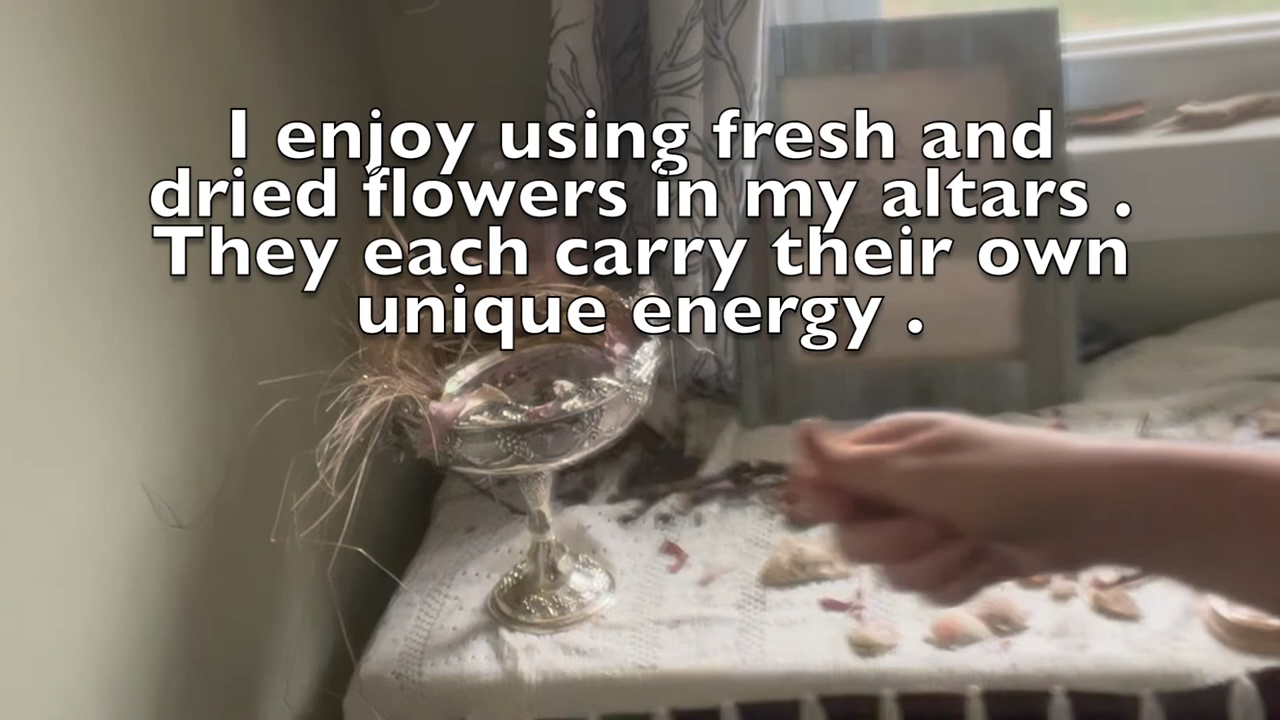 I enjoy using fresh and
dried flowers in my altars .
They each carry their own
unique energy .